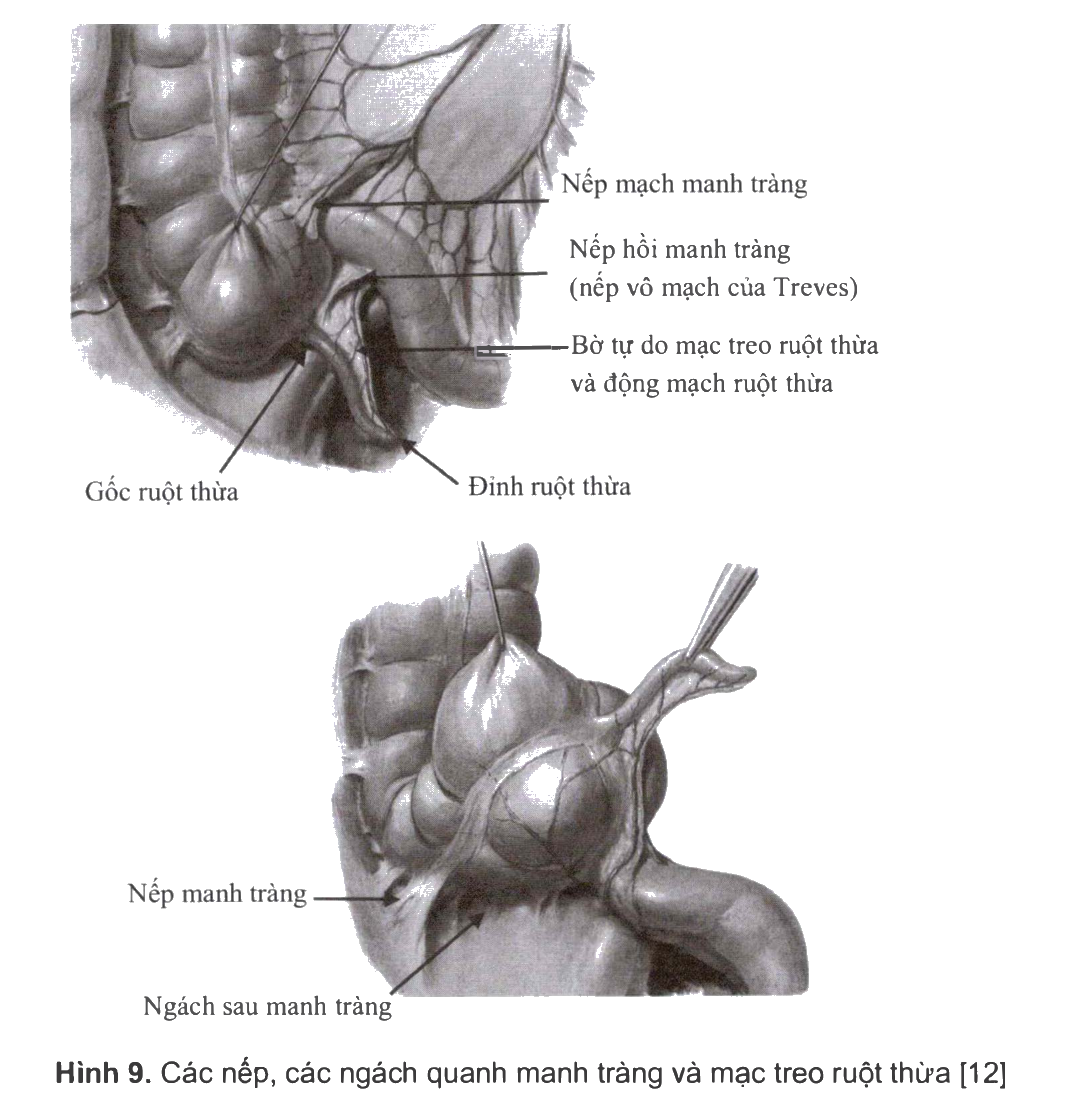 Nếp mạch manh tràng
Nếp hồi manh tràng
(nếp vô mạch của Treves)
Bờ tự do mạc treo ruột thừa
và động mạch ruột thừa
Gốc ruột thừa
Đỉnh ruột thừa
Nếp manh tràng
Ngách sau manh tràng
Hình 9. Các nếp, các ngách quanh manh tràng và mạc treo ruột thừa [12]